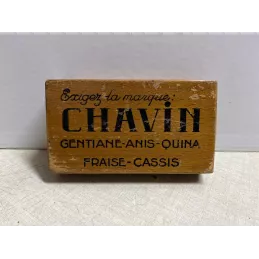 Exigez la marque:
CHAVIN
GENTIANE-ANIS-QUINA
FRAISE-CASSIS